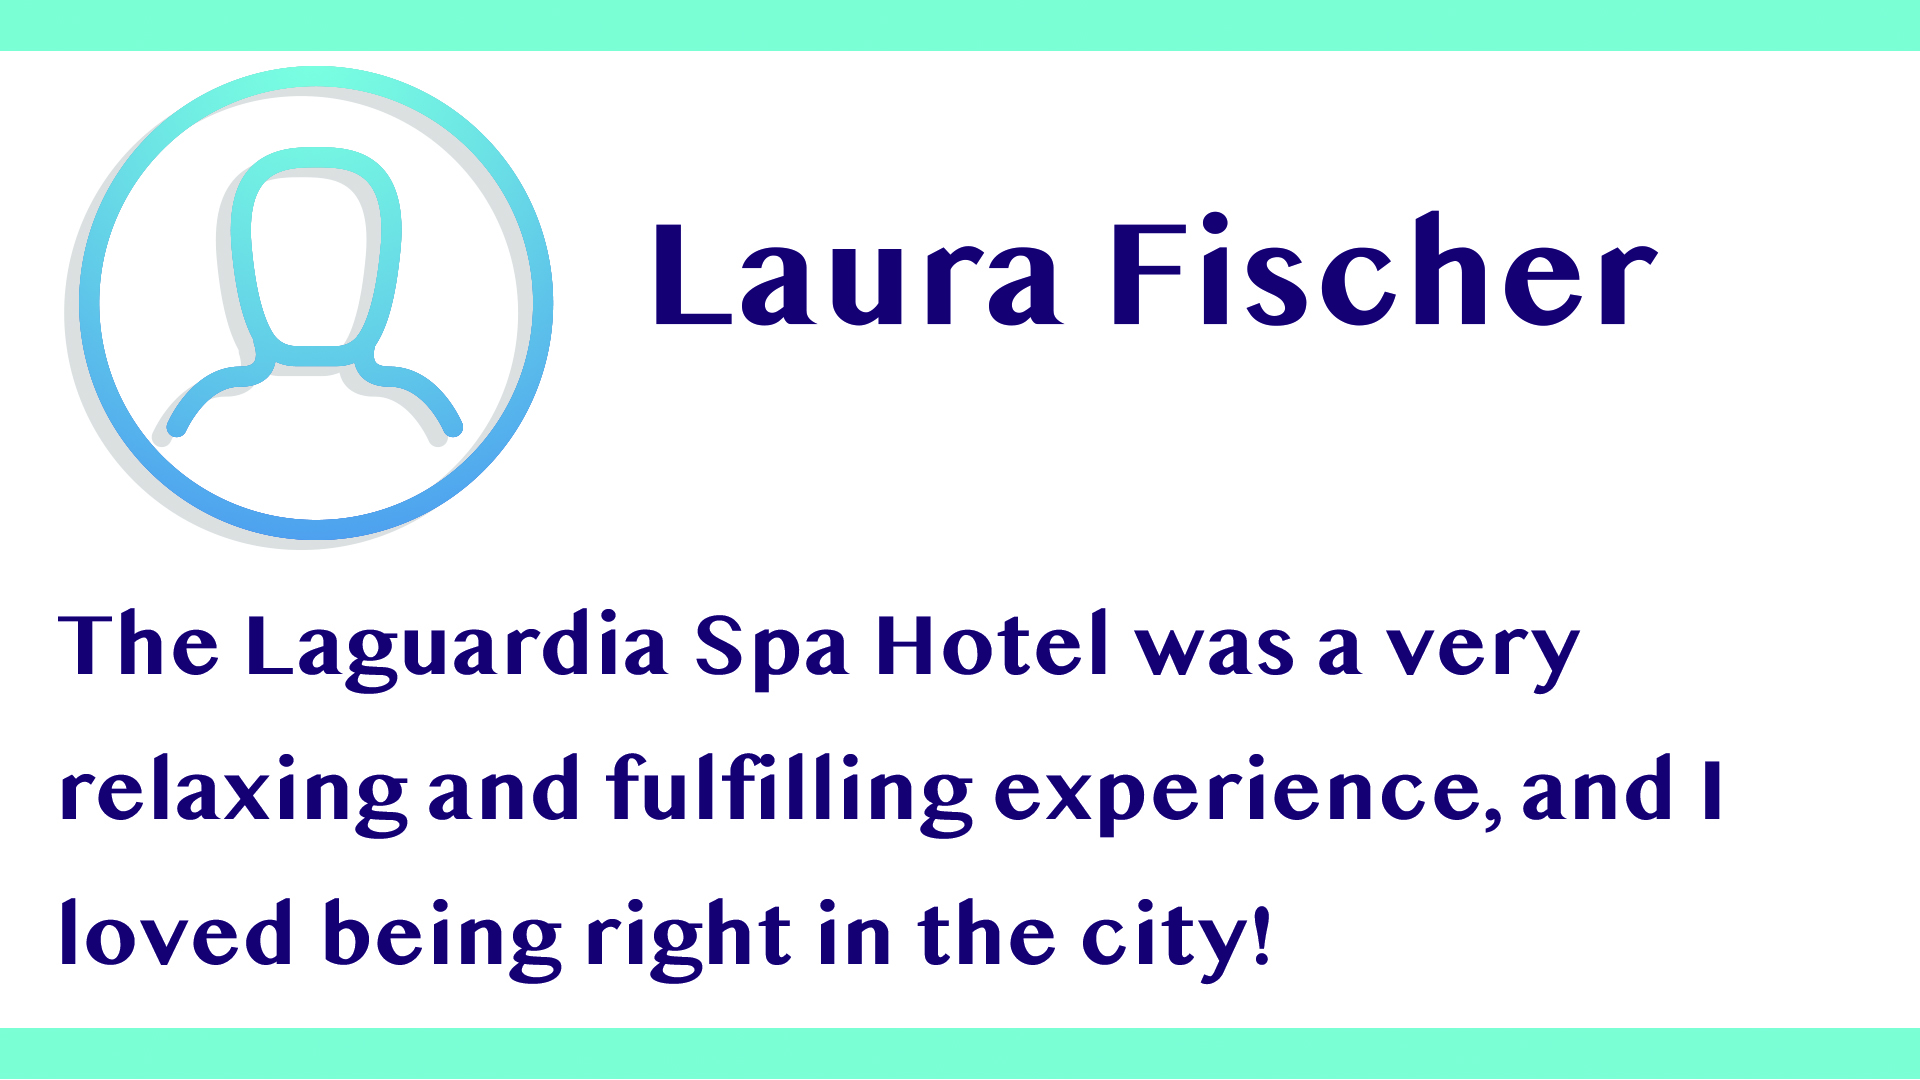 Laura Fischer
The Laguardia Spa Hotel was a very
relaxing and fulfilling experience, and I
loved being right in the city!